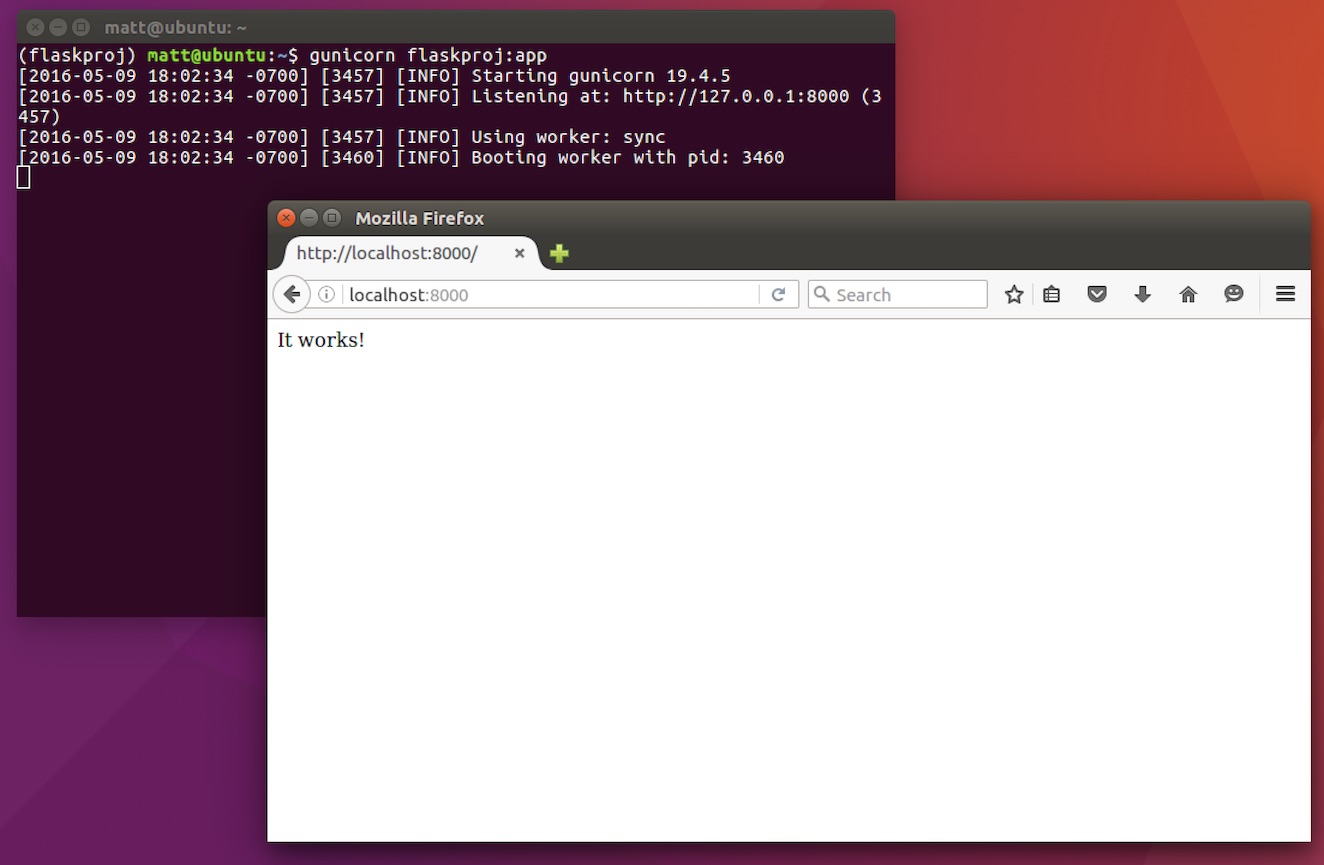 matt@ubuntu: ~
(flaskproj) matt@ubuntu:~$ gunicorn flaskproj:app
[2016-05-09 18:02:34 -0700] [3457] [INFO] Starting gunicorn 19.4.5
[2016-05-09 18:02:34 -0700] [3457] [INFO] Listening at: http://127.0.0.1:8000 (3
457)
[2016-05-09 18:02:34 -0700] [3457] [INFO] Using worker: sync
[2016-05-09 18:02:34 -0700] [3460] [INFO] Booting worker with pid: 3460
Mozilla Firefox
http://localhost:8000/
localhost:8000
Search
It works!